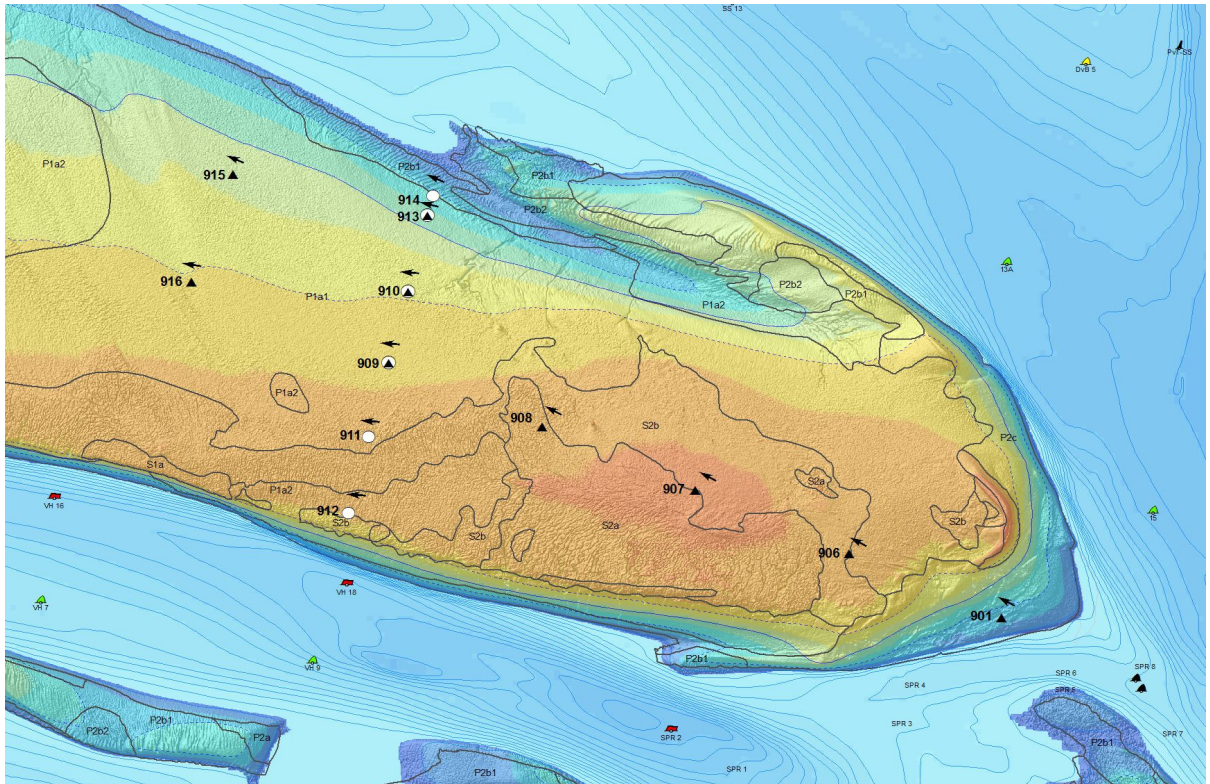 SS 13
PvT-SS
DvB 5
P1a2
915
P2b1
P2b1
914
913
P2b2
13A
916
P1a1
910
P1a2
P2b2
P2b1
909
P1a2
908
911
S2b
P2c
S1a
P1a2
907
S2a
VH 16
912
S2b
S2b
S2a
S2b
15
906
VH 18
VH 7
901
VH 9
P2b1
SPR 6
SPR 8
SPR 4
SPR 5
P2b1
P2b2
P2a
SPR 3
SPR 2
SPR 7
P2b1
P2b1
SPR 1